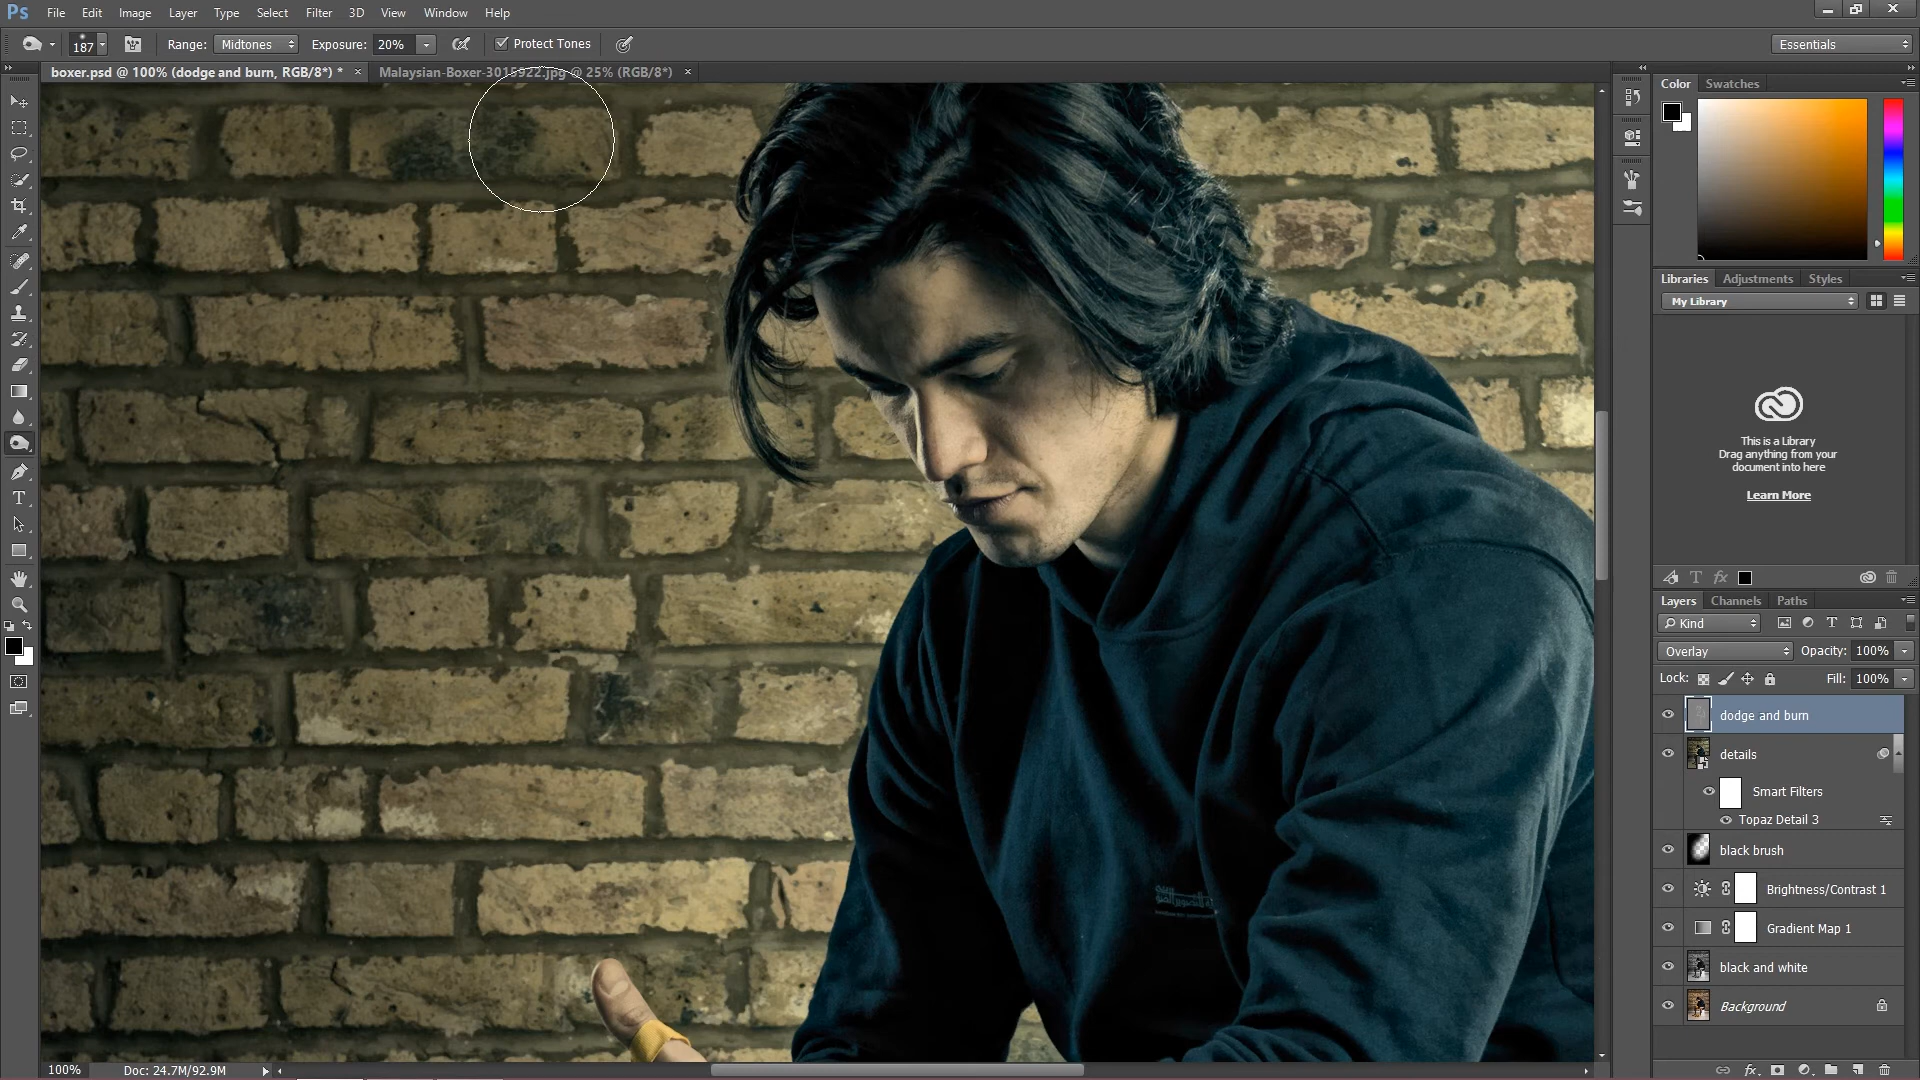 Ps File Edit Image Layer Type Select Filter 3D View Window Help
187 Range: Midtones Exposure: 20% Protect Tones Essentials
boxer.psd @ 100% (dodge and burn, RGB/8*) * × Malaysian-Boxer-3015922.jpg @ 25% (RGB/8*) ×
Color Swatches
Libraries Adjustments Styles
My Library
This is a Library
Drag anything from your
document into here
Learn More
Layers Channels Paths
Kind
Overlay Opacity: 100%
Lock: Fill: 100%
dodge and burn
details
Smart Filters
Topaz Detail 3
black brush
Brightness/Contrast 1
Gradient Map 1
black and white
Background
100% Doc: 24.7M/92.9M